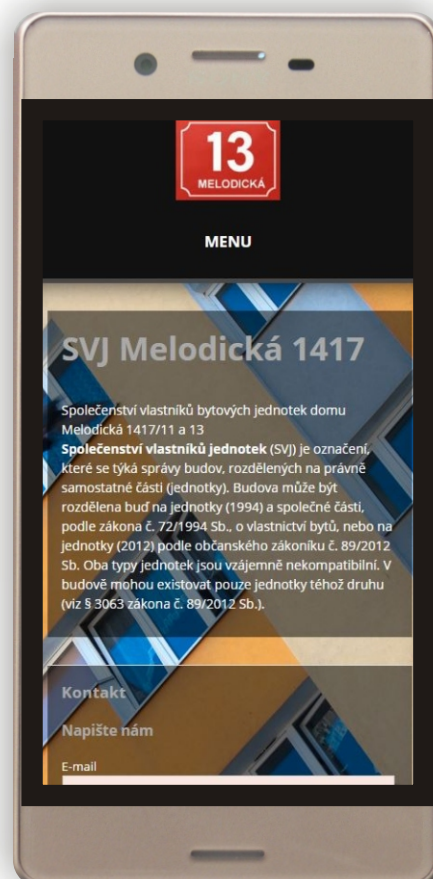 13
MELODICKÁ
MENU
SVJ Melodická 1417
Společenství vlastníků bytových jednotek domu
Melodická 1417/11 a 13
Společenství vlastníků jednotek (SVJ) je označení,
které se týká správy budov, rozdělených na právně
samostatné části (jednotky). Budova může být
rozdělena buď na jednotky (1994) a společné části,
podle zákona č. 72/1994 Sb., o vlastnictví bytů, nebo na
jednotky (2012) podle občanského zákoníku č. 89/2012
Sb. Oba typy jednotek jsou vzájemně nekompatibilní. V
budově mohou existovat pouze jednotky téhož druhu
(viz § 3063 zákona č. 89/2012 Sb.).
Kontakt
Napište nám
E-mail